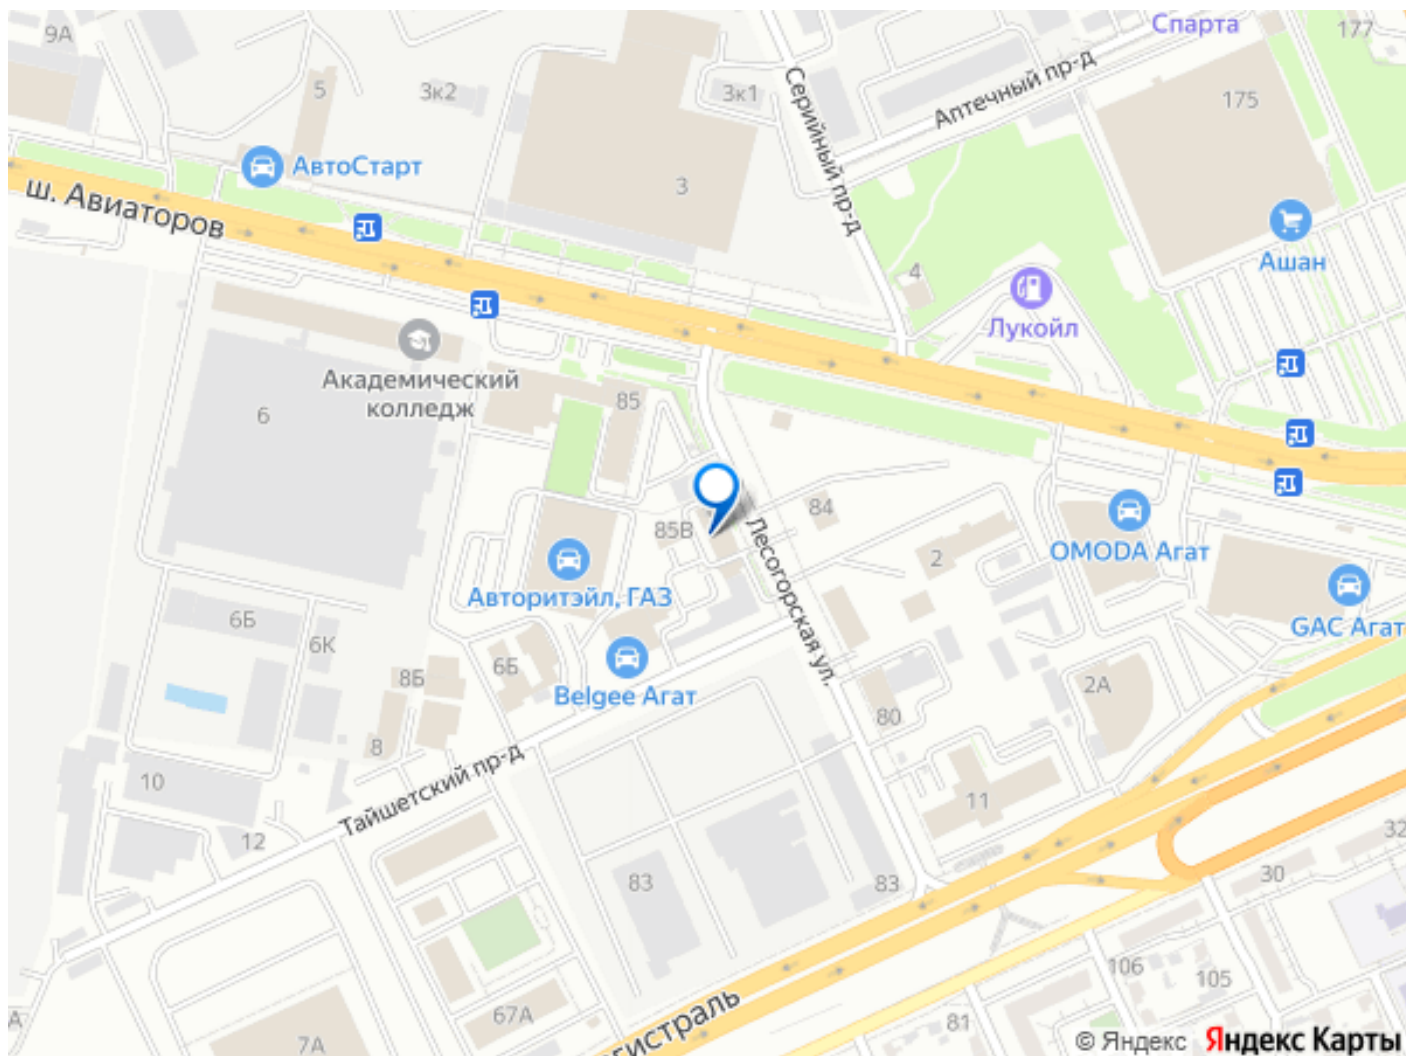 9А
Спарта
177
5
3к2
3к1
Серийный пр-д
Аптечный пр-д
175
АвтоСтарт
3
ш. Авиаторов
Ашан
4
Лукойл
Академический
колледж
85
6
84
85В
Лесогорская ул.
OMODA Агат
2
Авторитэйл, ГАЗ
GAC Агат
6Б
6К
6Б
8Б
Belgee Агат
2А
80
8
Тайшетский пр-д
10
11
12
83
83
32
30
106
105
А
67А
7А
гистраль
81
© Яндекс Яндекс Карты